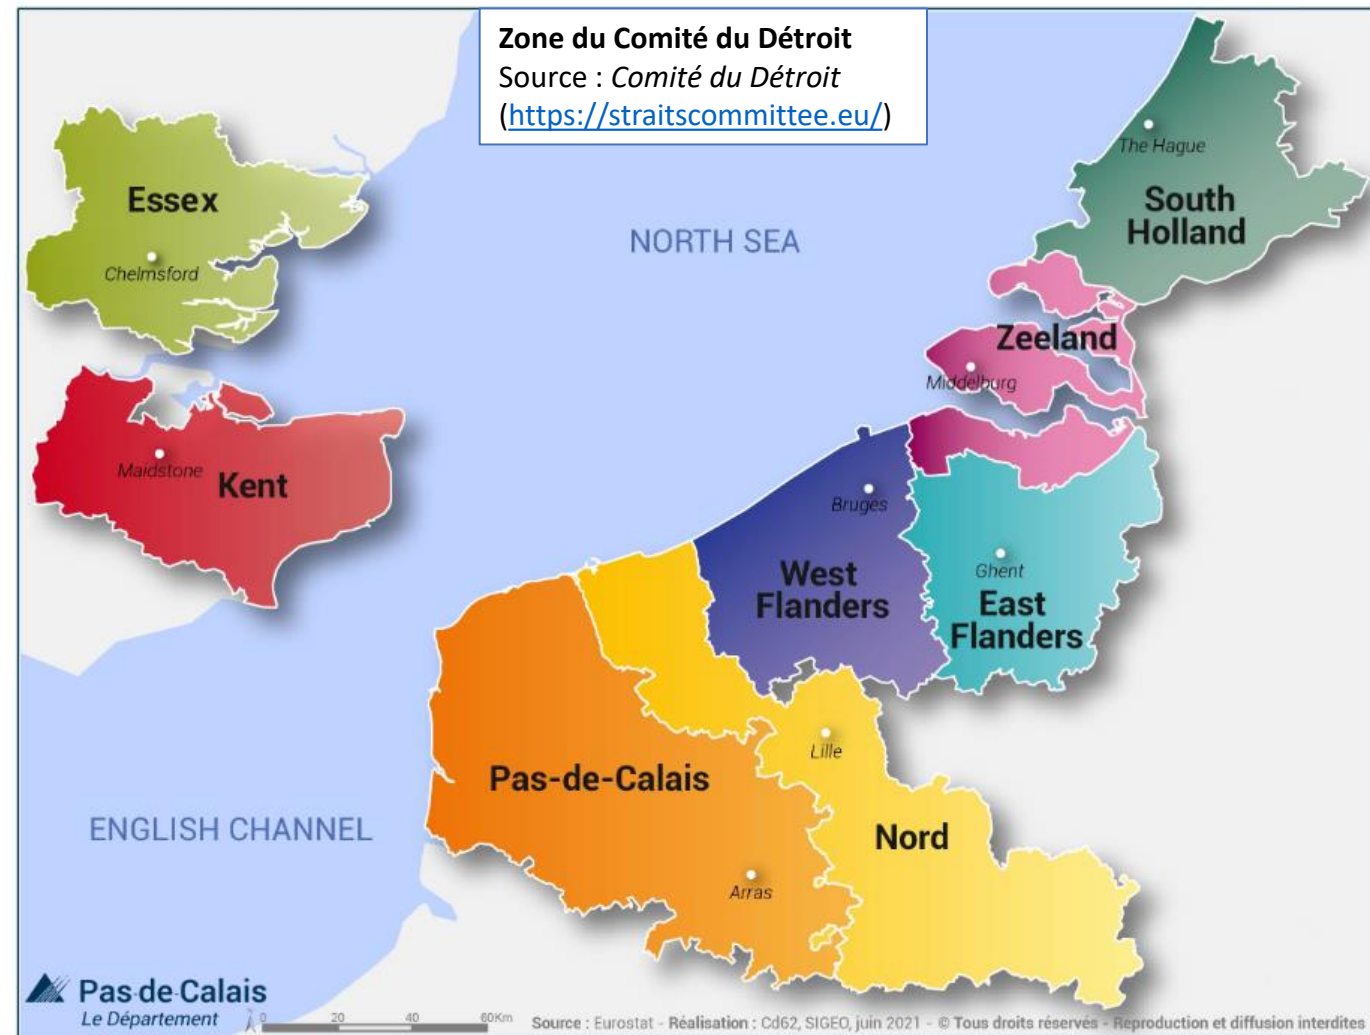 Zone du Comité du Détroit
Source : Comité du Détroit
(https://straitscommittee.eu/)
The Hague
South
Holland
Essex
Chelmsford
NORTH SEA
Zeeland
Middelburg
Maidstone
Kent
Bruges
West
Flanders
Ghent
East
Flanders
Lille
Pas-de-Calais
Nord
ENGLISH CHANNEL
Arras
Pas-de-Calais
Le Département
0 20 40 60Km
Source : Eurostat - Réalisation : Cd62, SIGEO, juin 2021 - © Tous droits réservés - Reproduction et diffusion interdites